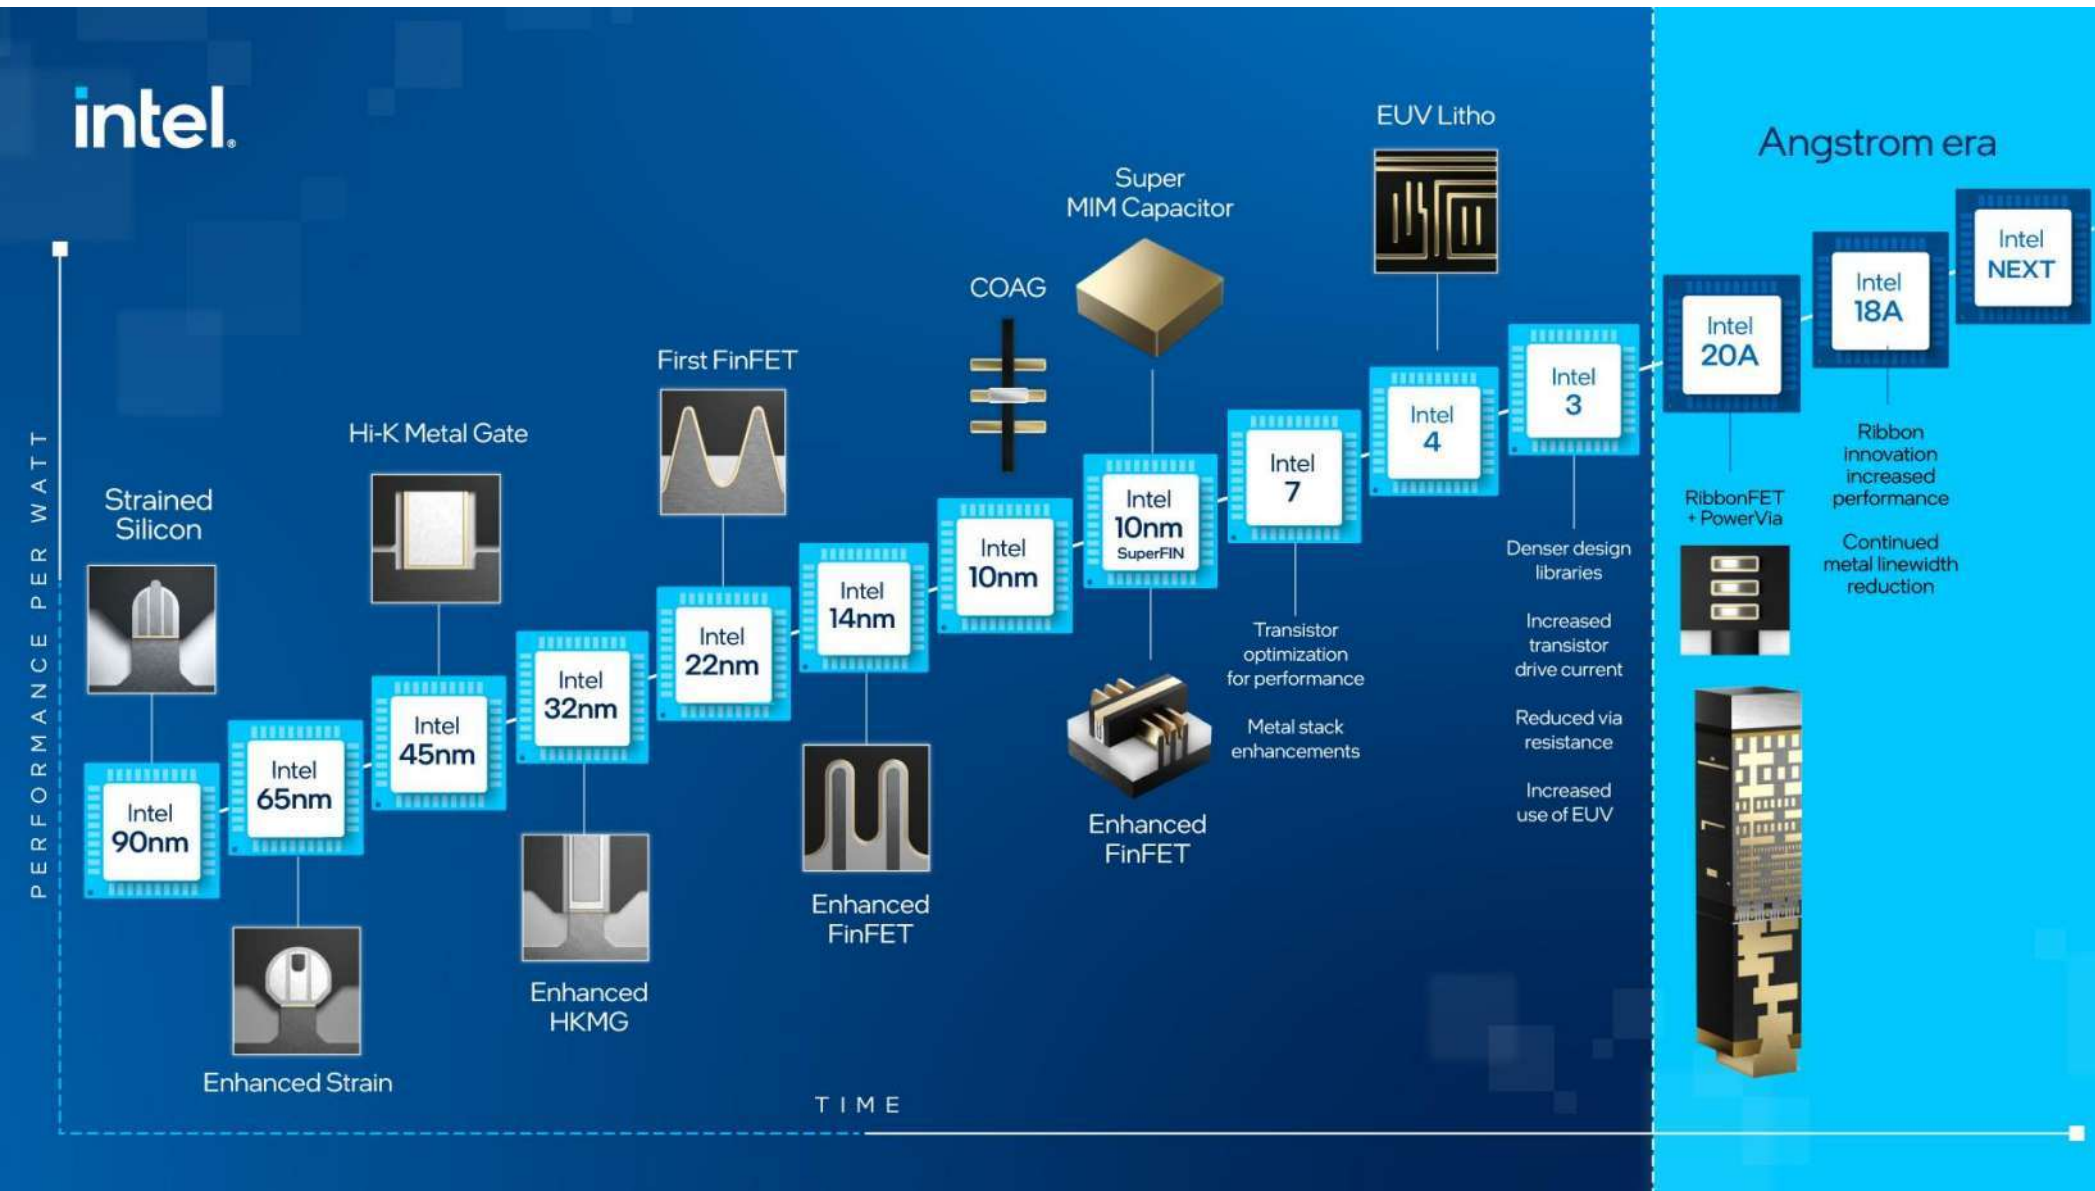 intel.
Angstrom era
EUV Litho
Super
MIM Capacitor
COAG
First FinFET
Hi-K Metal Gate
Strained
Silicon
PERFORMANCE PER WATT
Intel
90nm
Intel
65nm
Enhanced Strain
Intel
45nm
Intel
32nm
Enhanced
HKMG
Intel
22nm
Intel
14nm
Enhanced
FinFET
Intel
10nm
Intel
10nm
SuperFIN
Enhanced
FinFET
Intel
7
Transistor
optimization
for performance
Metal stack
enhancements
Intel
4
Intel
3
Denser design
libraries
Increased
transistor
drive current
Reduced via
resistance
Increased
use of EUV
Intel
20A
RibbonFET
+ PowerVia
Intel
18A
Ribbon
innovation
increased
performance
Continued
metal linewidth
reduction
Intel
NEXT
TIME